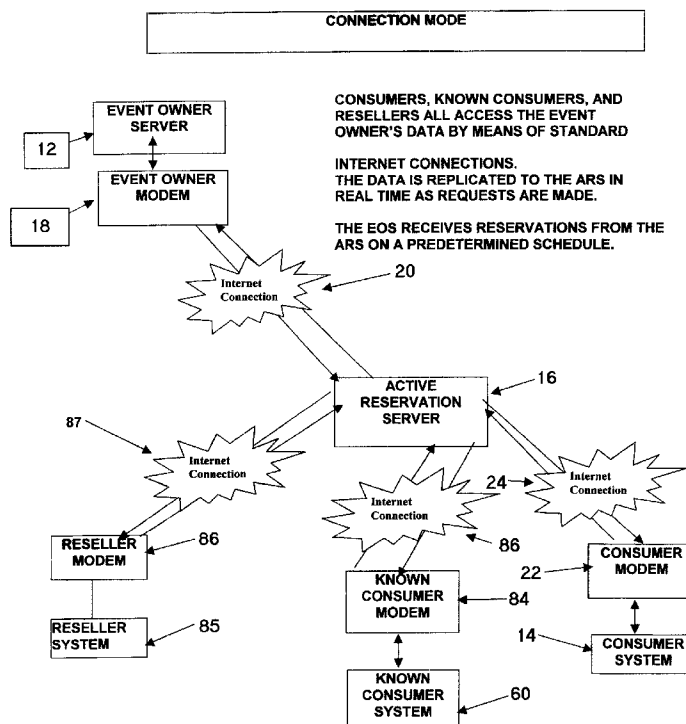 CONNECTION MODE
CONSUMERS, KNOWN CONSUMERS, AND
RESELLERS ALL ACCESS THE EVENT
OWNER'S DATA BY MEANS OF STANDARD
INTERNET CONNECTIONS.
THE DATA IS REPLICATED TO THE ARS IN
REAL TIME AS REQUESTS ARE MADE.
THE EOS RECEIVES RESERVATIONS FROM THE
ARS ON A PREDETERMINED SCHEDULE.
EVENT OWNER
SERVER
12
EVENT OWNER
MODEM
18
Internet
Connection
20
ACTIVE
RESERVATION
SERVER
16
87
Internet
Connection
Internet
Connection
86
24
Internet
Connection
RESELLER
MODEM
86
RESELLER
SYSTEM
85
KNOWN
CONSUMER
MODEM
84
KNOWN
CONSUMER
SYSTEM
60
22
CONSUMER
MODEM
14
CONSUMER
SYSTEM